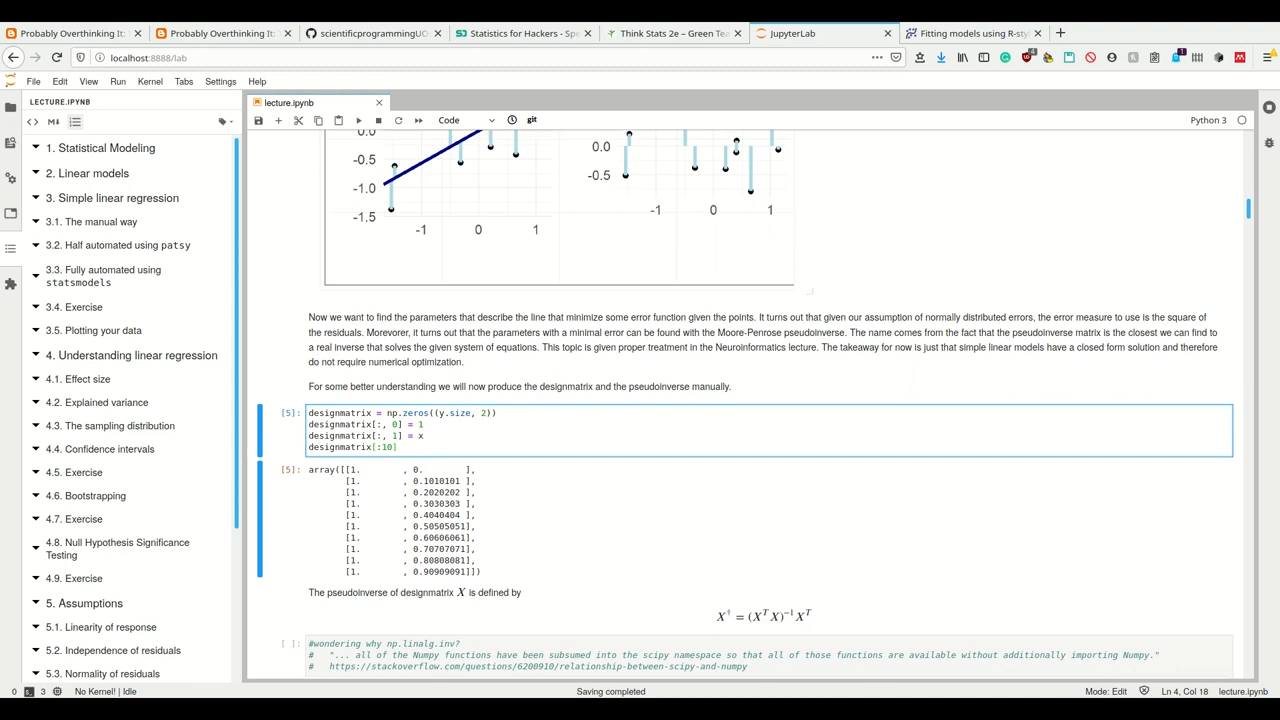 Probably Overthinking It:
Probably Overthinking It:
scientificprogrammingUO
Statistics for Hackers - Spe
Think Stats 2e – Green Tea
JupyterLab
Fitting models using R-sty
localhost:8888/lab
File Edit View Run Kernel Tabs Settings Help
LECTURE.IPYNB
lecture.ipynb
Code
git
Python 3
1. Statistical Modeling
2. Linear models
3. Simple linear regression
3.1. The manual way
3.2. Half automated using patsy
3.3. Fully automated using
statsmodels
3.4. Exercise
3.5. Plotting your data
4. Understanding linear regression
4.1. Effect size
4.2. Explained variance
4.3. The sampling distribution
4.4. Confidence intervals
4.5. Exercise
4.6. Bootstrapping
4.7. Exercise
4.8. Null Hypothesis Significance
Testing
4.9. Exercise
5. Assumptions
5.1. Linearity of response
5.2. Independence of residuals
5.3. Normality of residuals
0.0
-0.5
-1.0
-1.5
-1 0 1
0.0
-0.5
-1 0 1
Now we want to find the parameters that describe the line that minimize some error function given the points. It turns out that given our assumption of normally distributed errors, the error measure to use is the square of
the residuals. Morevorer, it turns out that the parameters with a minimal error can be found with the Moore-Penrose pseudoinverse. The name comes from the fact that the pseudoinverse matrix is the closest we can find to
a real inverse that solves the given system of equations. This topic is given proper treatment in the Neuroinformatics lecture. The takeaway for now is just that simple linear models have a closed form solution and therefore
do not require numerical optimization.
For some better understanding we will now produce the designmatrix and the pseudoinverse manually.
[5]: designmatrix = np.zeros((y.size, 2))
designmatrix[:, 0] = 1
designmatrix[:, 1] = x
designmatrix[:10]
[5]: array([[1. , 0. ],
[1. , 0.1010101 ],
[1. , 0.2020202 ],
[1. , 0.3030303 ],
[1. , 0.4040404 ],
[1. , 0.50505051],
[1. , 0.60606061],
[1. , 0.70707071],
[1. , 0.80808081],
[1. , 0.90909091]])
The pseudoinverse of designmatrix X is defined by
X† = (XᵀX)⁻¹Xᵀ
[ ]: #wondering why np.linalg.inv?
# "... all of the Numpy functions have been subsumed into the scipy namespace so that all of those functions are available without additionally importing Numpy."
# https://stackoverflow.com/questions/6200910/relationship-between-scipy-and-numpy
0 3 No Kernel! | Idle
Saving completed
Mode: Edit Ln 4, Col 18 lecture.ipynb